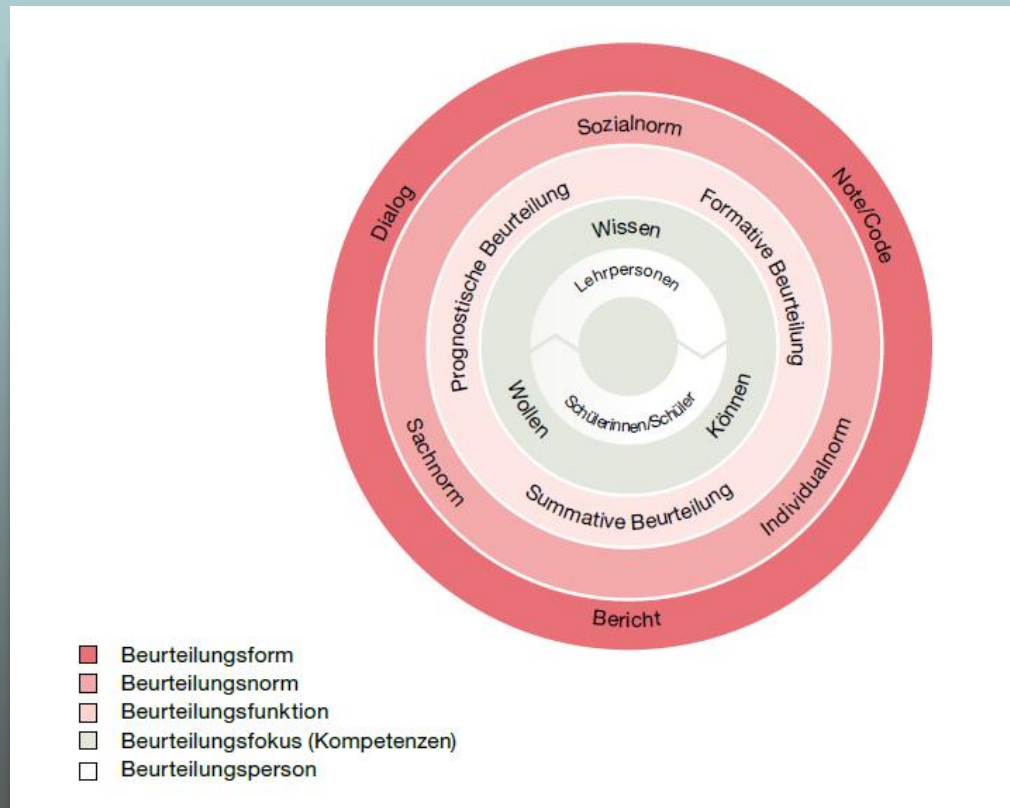 Sozialnorm
Dialog
Note/Code
Prognostische Beurteilung
Formative Beurteilung
Wissen
Lehrpersonen
Wollen
Schülerinnen/Schüler
Können
Sachnorm
Summative Beurteilung
Individualnorm
Bericht
Beurteilungsform
Beurteilungsnorm
Beurteilungsfunktion
Beurteilungsfokus (Kompetenzen)
Beurteilungsperson